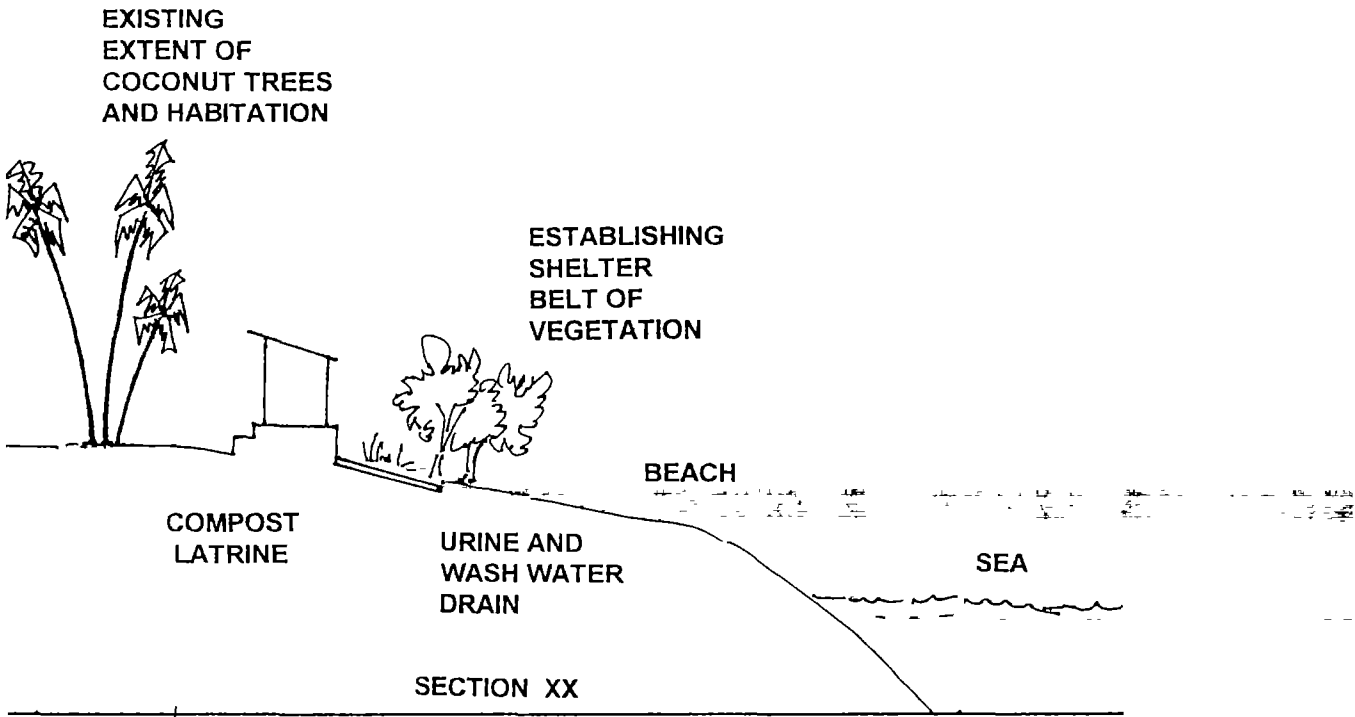 EXISTING
EXTENT OF
COCONUT TREES
AND HABITATION
ESTABLISHING
SHELTER
BELT OF
VEGETATION
BEACH
COMPOST
LATRINE
URINE AND
WASH WATER
DRAIN
SEA
SECTION XX